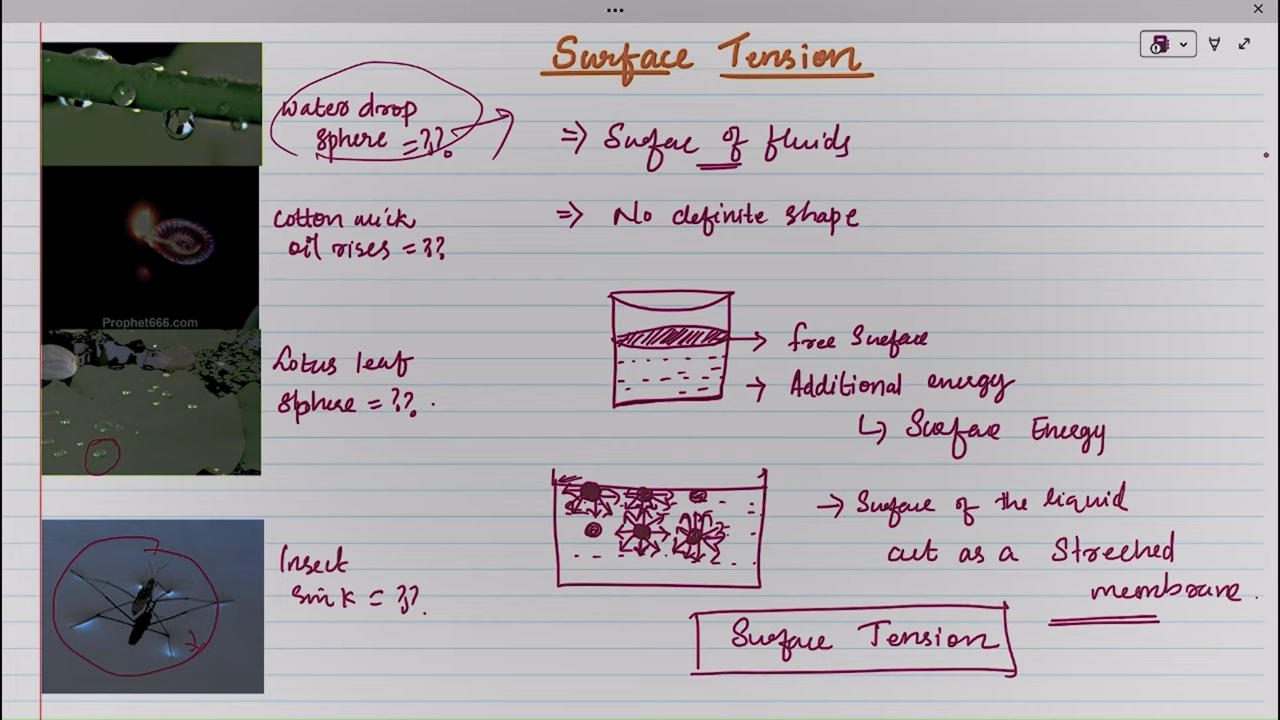 Surface Tension
water drop
sphere = ??.
=> Surfac of fluids
cotton wick
oil rises = ??
=> No definite shape
Prophet666.com
Lotus leaf
sphere = ??.
→ free Surface
→ Additional energy
↳ Surface Energy
→ Surface of the liquid
act as a Streched
membrane.
Insect
sink = ??.
Surface Tension